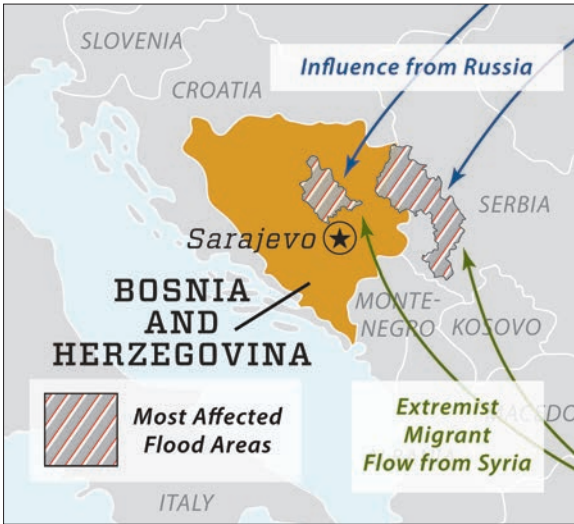 SLOVENIA
Influence from Russia
CROATIA
SERBIA
Sarajevo
BOSNIA
AND
HERZEGOVINA
MONTE-
NEGRO
KOSOVO
Most Affected
Flood Areas
Extremist
Migrant
Flow from Syria
ITALY